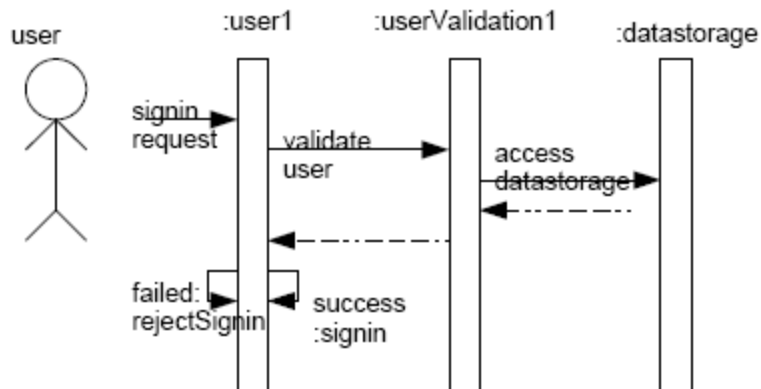 user
:user1
:userValidation1
:datastorage
signin
request
validate
user
access
datastorage
failed:
rejectSignin
success
:signin